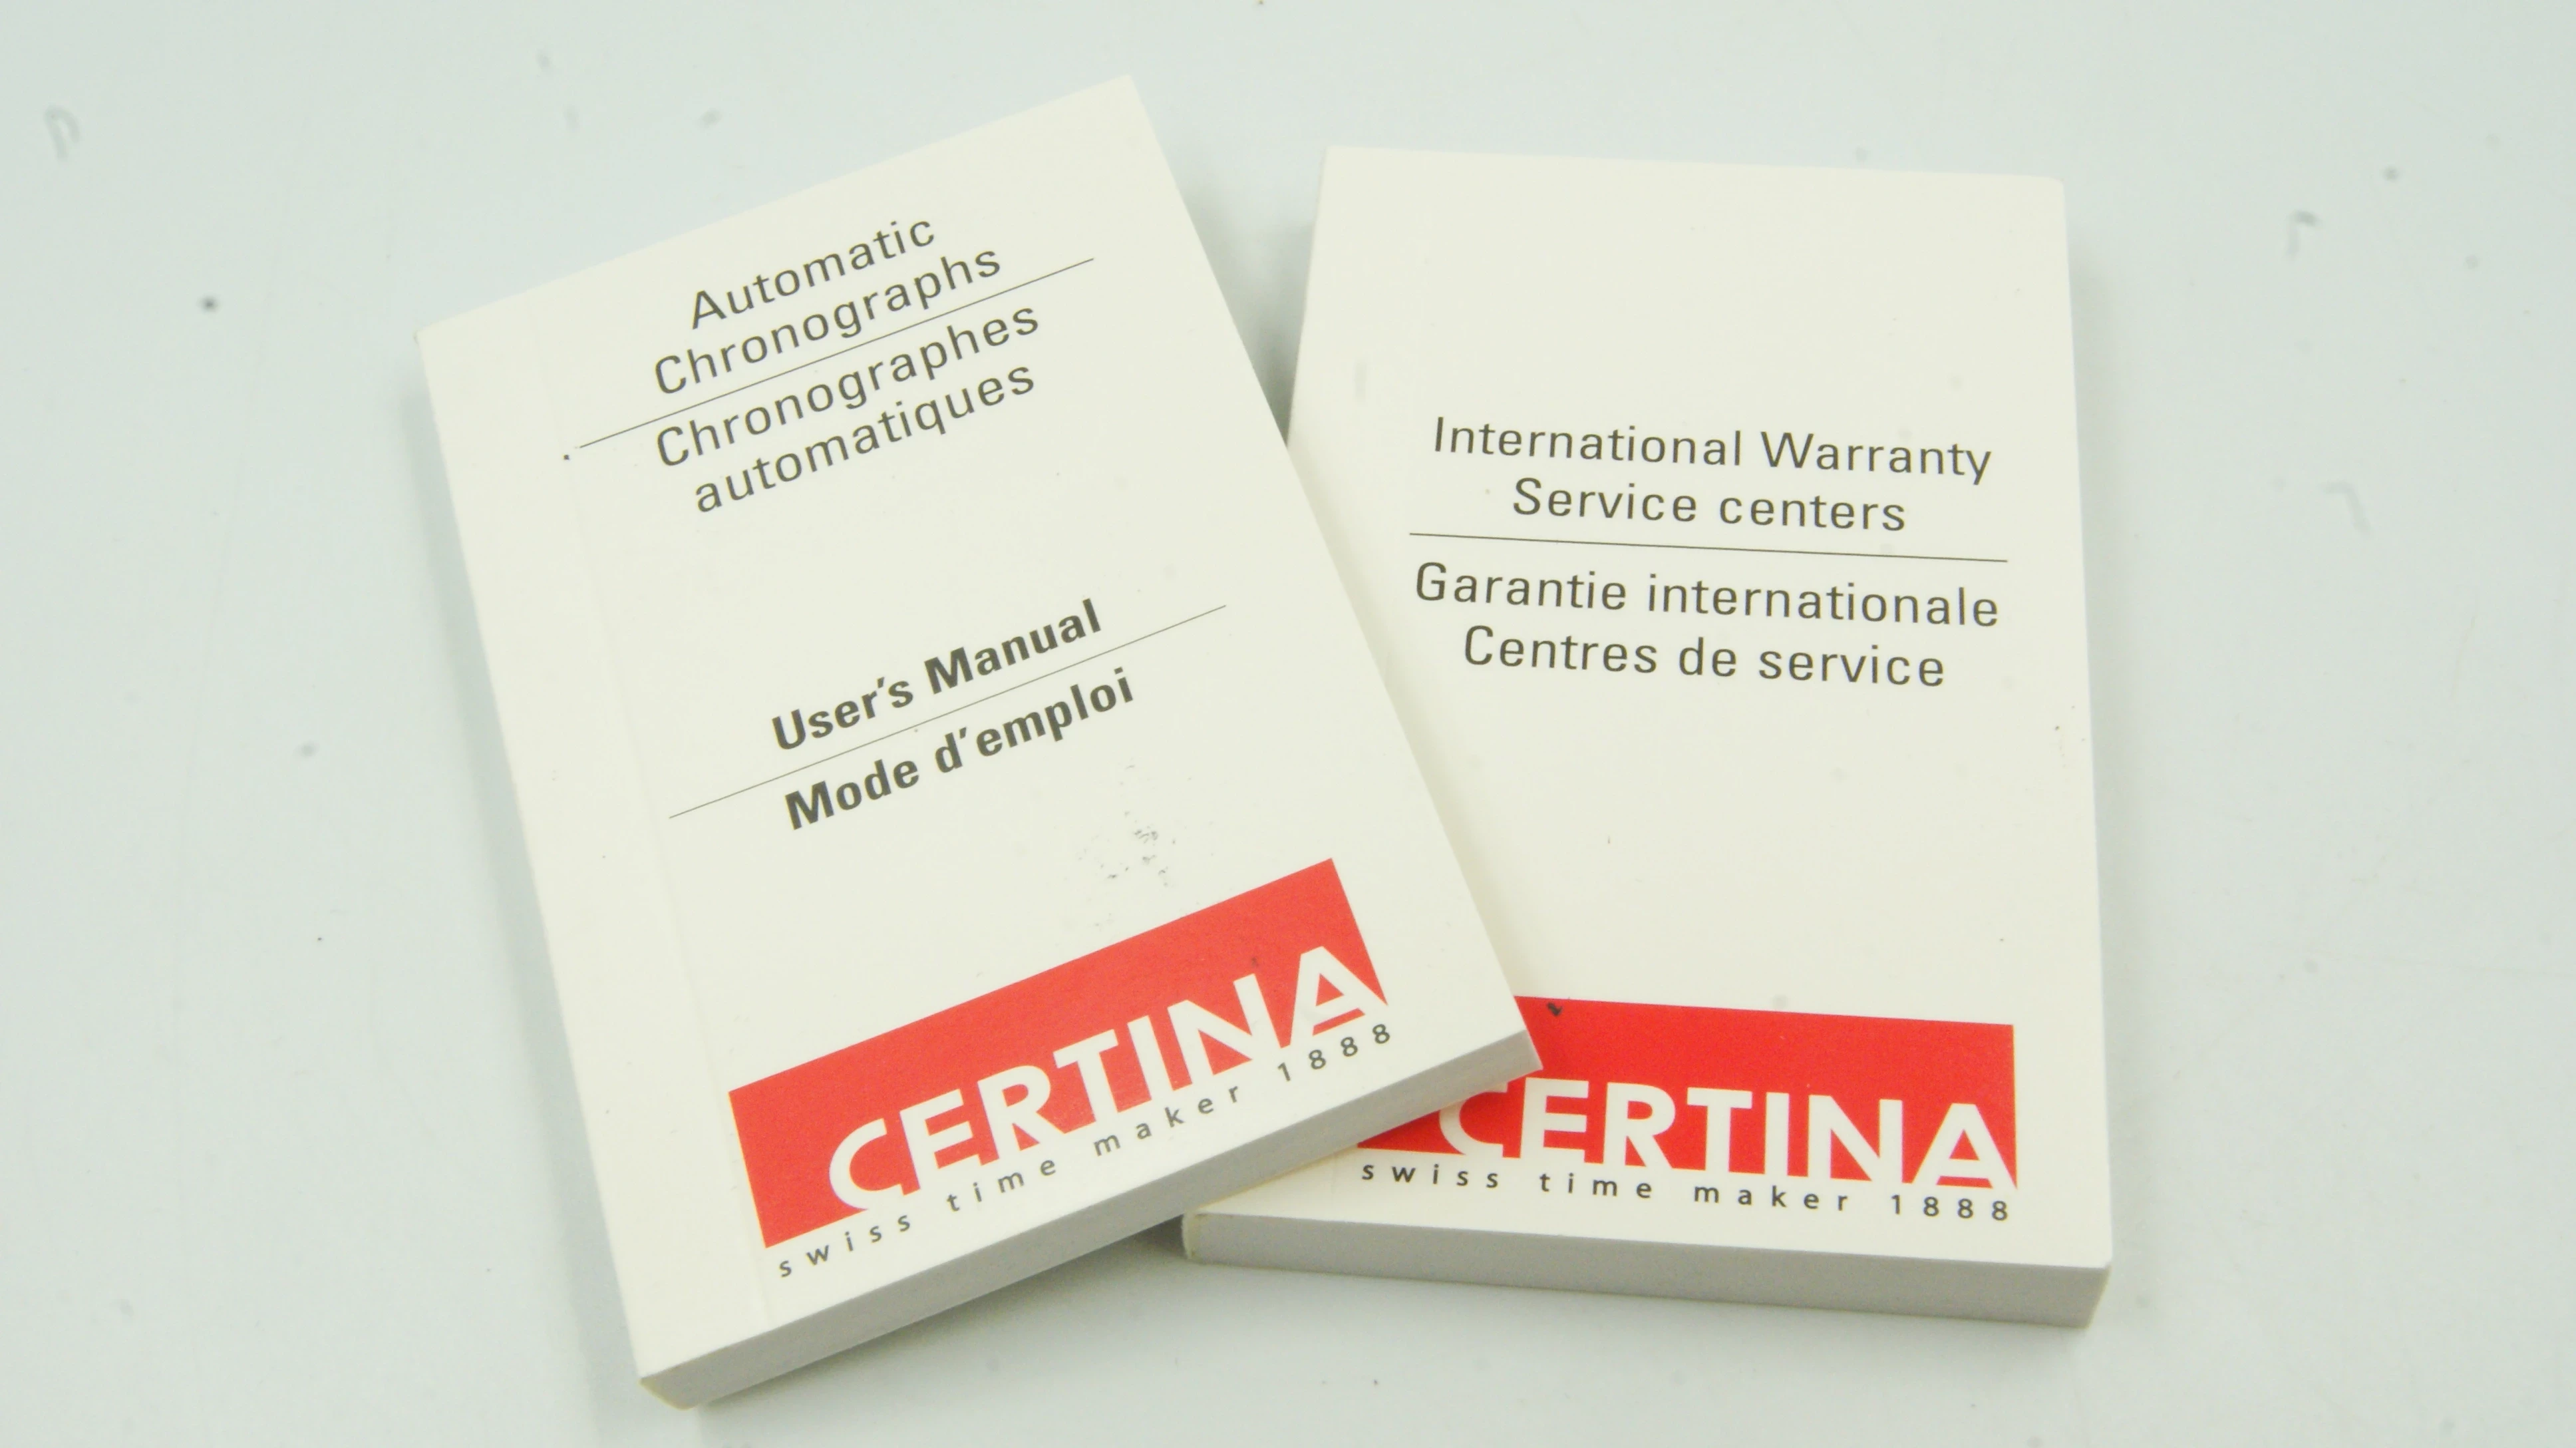 Automatic
Chronographs
Chronographes
automatiques
User's Manual
Mode d'emploi
CERTINA
swiss time maker 1888
International Warranty
Service centers
Garantie internationale
Centres de service
CERTINA
swiss time maker 1888